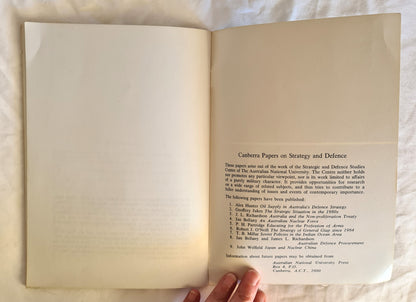 Canberra Papers on Strategy and Defence
These papers arise out of the work of the Strategic and Defence Studies
Centre of The Australian National University. The Centre neither holds
nor promotes any particular viewpoint, nor is its work limited to affairs
of a purely military character. It provides opportunities for research
on a wide range of related subjects, and thus tries to contribute to a
fuller understanding of issues and events of contemporary importance.
The following papers have been published:
1. Alex Hunter Oil Supply in Australia's Defence Strategy
2. Geoffrey Jukes The Strategic Situation in the 1980s
3. J. L. Richardson Australia and the Non-proliferation Treaty
4. Ian Bellany An Australian Nuclear Force
5. P. H. Partridge Educating for the Profession of Arms
6. Robert J. O'Neill The Strategy of General Giap since 1964
7. T. B. Millar Soviet Policies in the Indian Ocean Area
8. Ian Bellany and James L. Richardson
Australian Defence Procurement
9. John Welfield Japan and Nuclear China
Information about future papers may be obtained from
Australian National University Press
Box 4, P.O.
Canberra, A.C.T., 2600